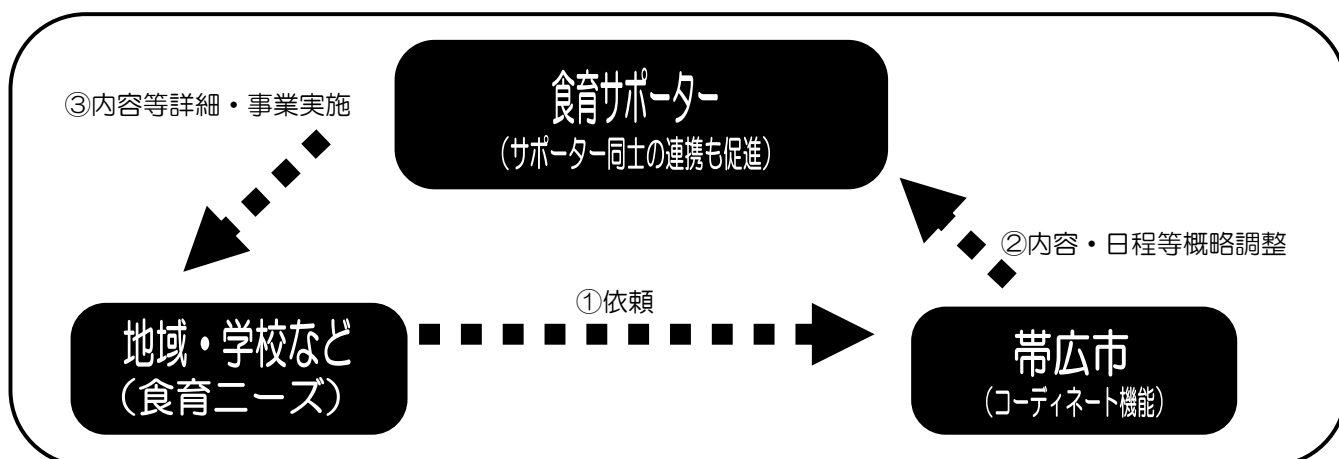 食育サポーター
(サポーター同士の連携も促進)
③内容等詳細・事業実施
②内容・日程等概略調整
①依頼
地域・学校など
(食育ニーズ)
帯広市
(コーディネート機能)